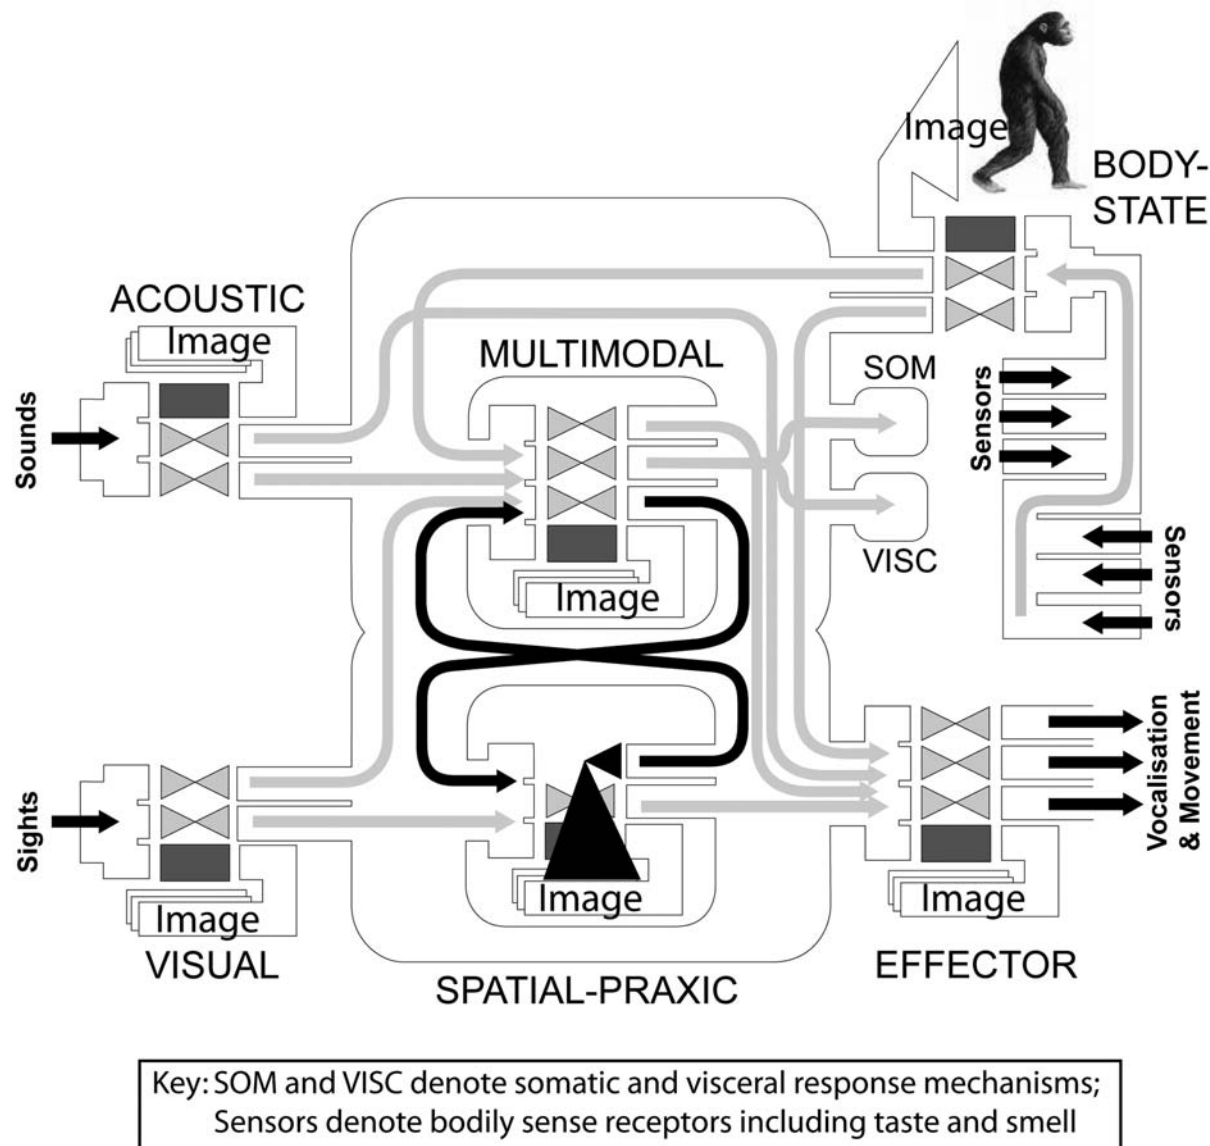 Image
BODY-
STATE
ACOUSTIC
Image
MULTIMODAL
SOM
Sounds
Sensors
VISC
Image
Sensors
Sights
Vocalisation
& Movement
Image
Image
Image
VISUAL
SPATIAL-PRAXIC
EFFECTOR
Key: SOM and VISC denote somatic and visceral response mechanisms;
Sensors denote bodily sense receptors including taste and smell